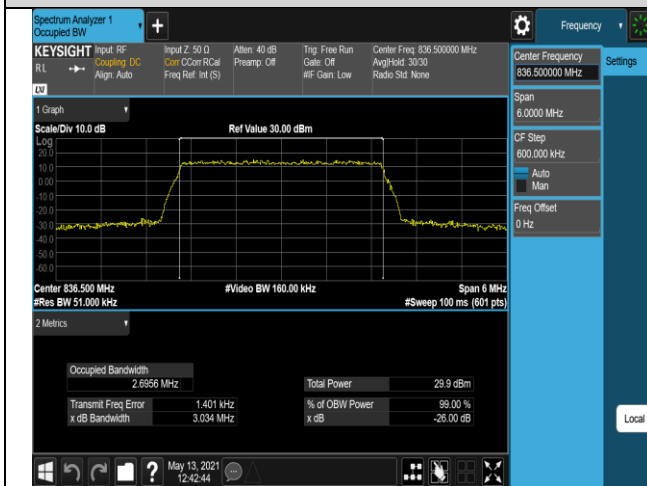 Spectrum Analyzer 1
Occupied BW
+
Frequency
KEYSIGHT
RL
LXI
Input: RF
Coupling: DC
Align: Auto
Input Z: 50 Ω
Corr CCorr RCal
Freq Ref: Int (S)
Atten: 40 dB
Preamp: Off
Trig: Free Run
Gate: Off
#IF Gain: Low
Center Freq: 836.500000 MHz
Avg|Hold: 30/30
Radio Std: None
Center Frequency
836.500000 MHz
Settings
Span
6.0000 MHz
CF Step
600.000 kHz
Auto
Man
Freq Offset
0 Hz
Local
1 Graph
Scale/Div 10.0 dB
Ref Value 30.00 dBm
Log
20.0
10.0
0.00
-10.0
-20.0
-30.0
-40.0
-50.0
-60.0
Center 836.500 MHz
#Video BW 160.00 kHz
Span 6 MHz
#Res BW 51.000 kHz
#Sweep 100 ms (601 pts)
2 Metrics
Occupied Bandwidth
2.6956 MHz
Total Power 29.9 dBm
Transmit Freq Error 1.401 kHz
% of OBW Power 99.00 %
x dB Bandwidth 3.034 MHz
x dB -26.00 dB
?
May 13, 2021
12:42:44